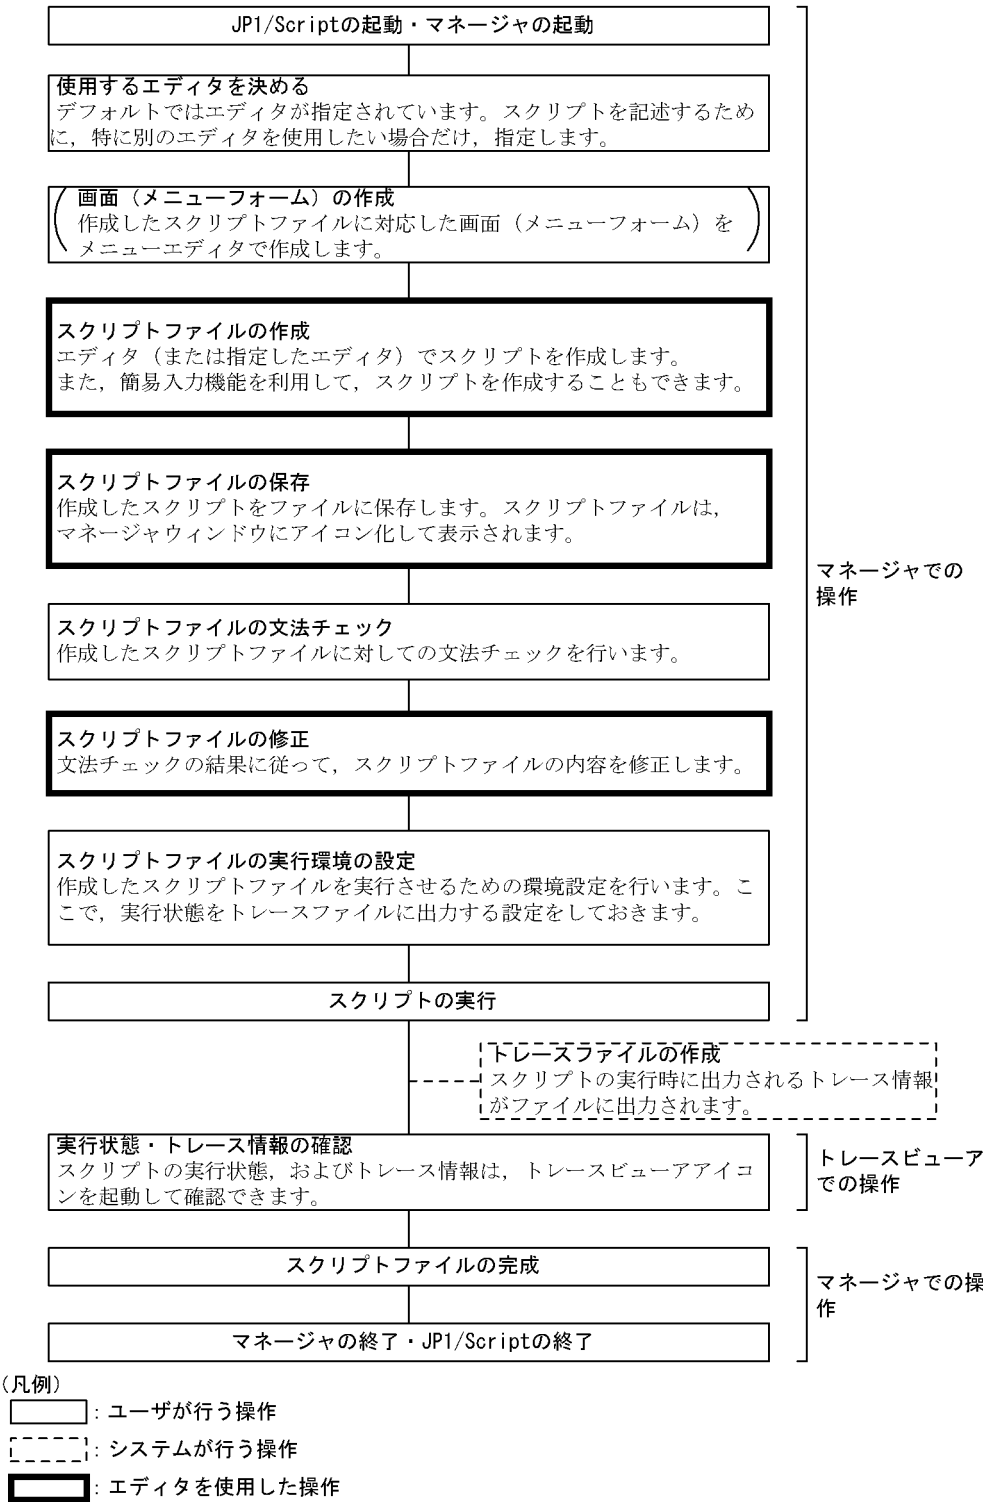 JP1/Scriptの起動・マネージャの起動
使用するエディタを決める
デフォルトではエディタが指定されています。スクリプトを記述するため
に，特に別のエディタを使用したい場合だけ，指定します。
画面（メニューフォーム）の作成
作成したスクリプトファイルに対応した画面（メニューフォーム）を
メニューエディタで作成します。
スクリプトファイルの作成
エディタ（または指定したエディタ）でスクリプトを作成します。
また，簡易入力機能を利用して，スクリプトを作成することもできます。
スクリプトファイルの保存
作成したスクリプトをファイルに保存します。スクリプトファイルは，
マネージャウィンドウにアイコン化して表示されます。
マネージャでの
操作
スクリプトファイルの文法チェック
作成したスクリプトファイルに対しての文法チェックを行います。
スクリプトファイルの修正
文法チェックの結果に従って，スクリプトファイルの内容を修正します。
スクリプトファイルの実行環境の設定
作成したスクリプトファイルを実行させるための環境設定を行います。こ
こで，実行状態をトレースファイルに出力する設定をしておきます。
スクリプトの実行
トレースファイルの作成
スクリプトの実行時に出力されるトレース情報
がファイルに出力されます。
実行状態・トレース情報の確認
スクリプトの実行状態，およびトレース情報は，トレースビューアアイコ
ンを起動して確認できます。
トレースビューア
での操作
スクリプトファイルの完成
マネージャでの操
作
マネージャの終了・JP1/Scriptの終了
（凡例）
：ユーザが行う操作
：システムが行う操作
：エディタを使用した操作